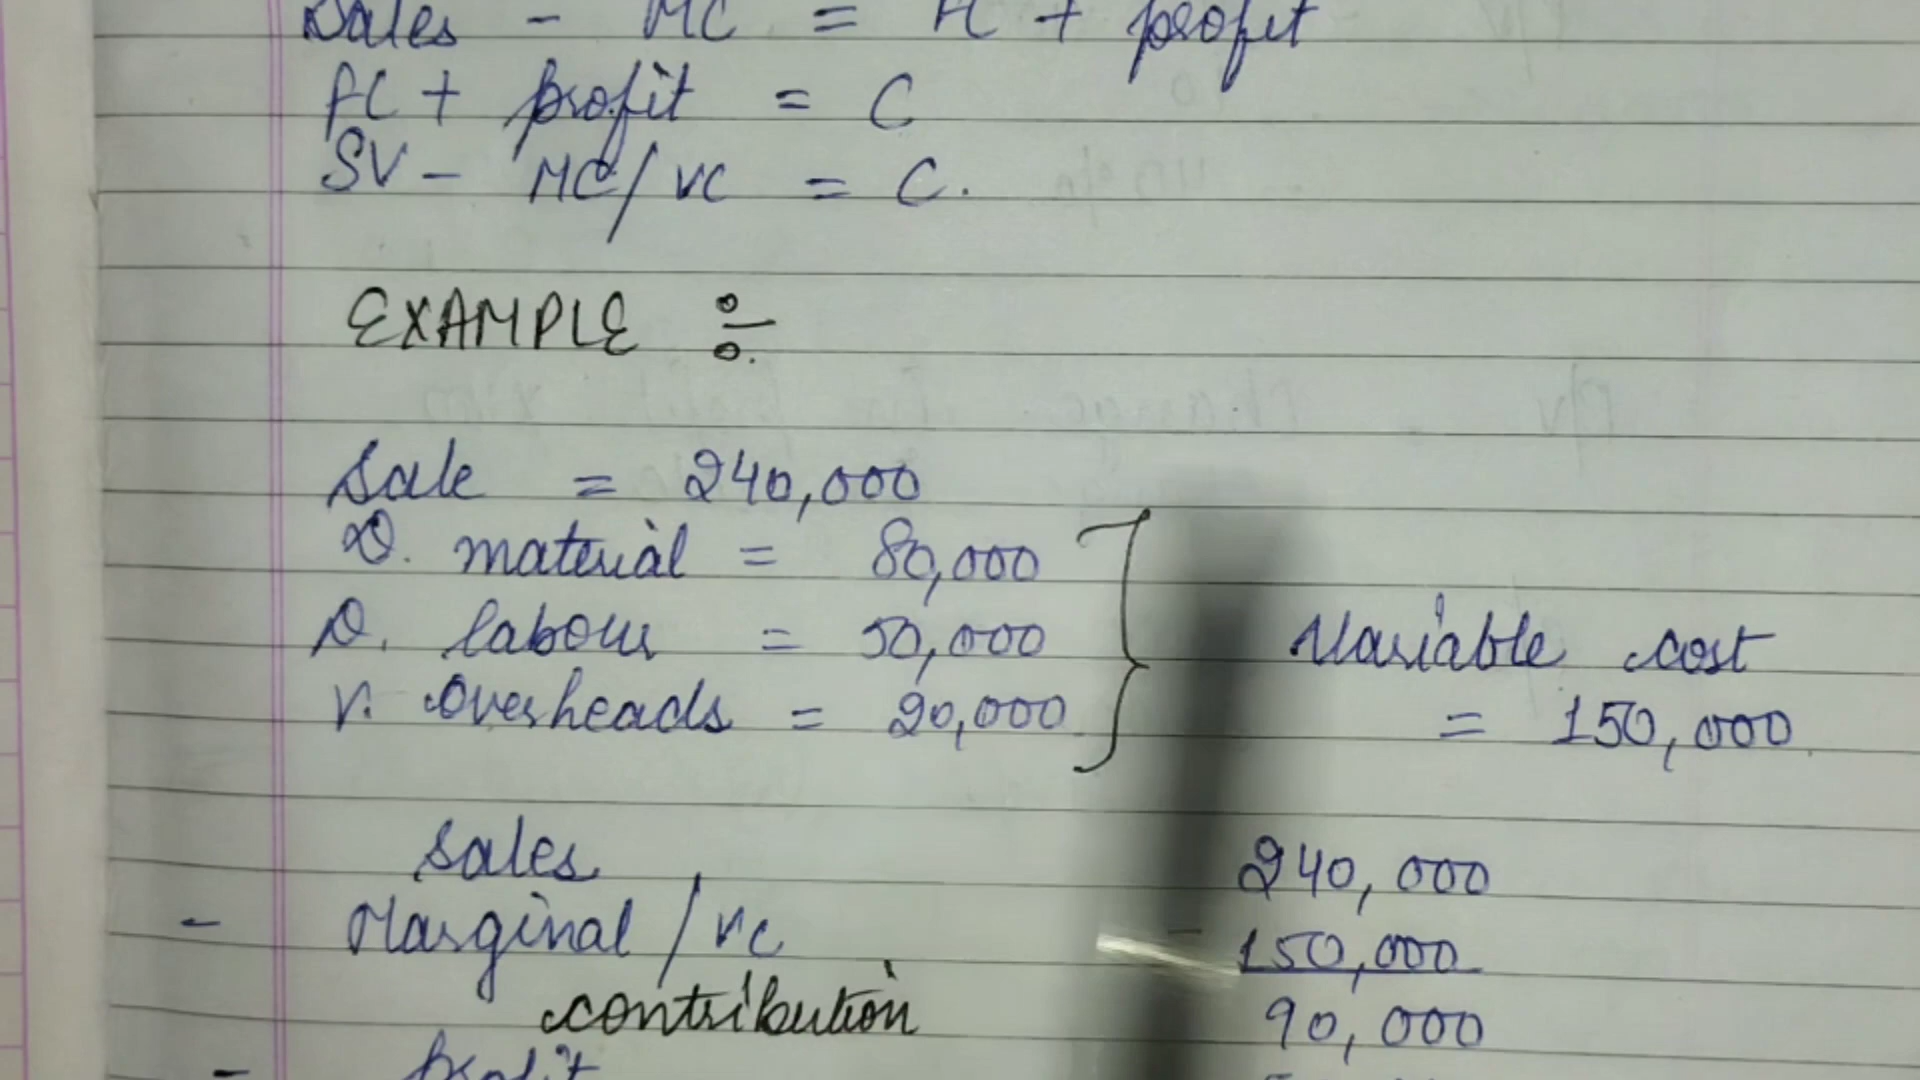 Sales - MC = FC + profit
FC + profit = C
SV - MC/VC = C.
EXAMPLE ÷
Sale = 240,000
D. material = 80,000
D. labour = 50,000
V. overheads = 20,000
Variable cost
= 150,000
Sales 240,000
- Marginal / VC - 150,000
contribution 90,000
- profit